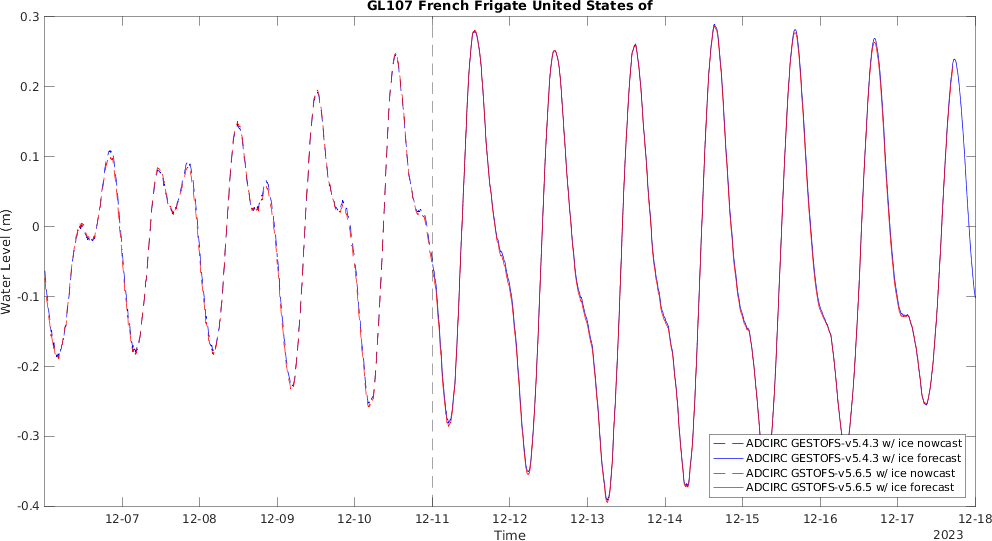 GL107 French Frigate United States of
0.3
0.2
0.1
0
-0.1
-0.2
-0.3
-0.4
Water Level (m)
ADCIRC GESTOFS-v5.4.3 w/ ice nowcast
ADCIRC GESTOFS-v5.4.3 w/ ice forecast
ADCIRC GSTOFS-v5.6.5 w/ ice nowcast
ADCIRC GSTOFS-v5.6.5 w/ ice forecast
12-07 12-08 12-09 12-10 12-11 12-12 12-13 12-14 12-15 12-16 12-17 12-18
Time
2023